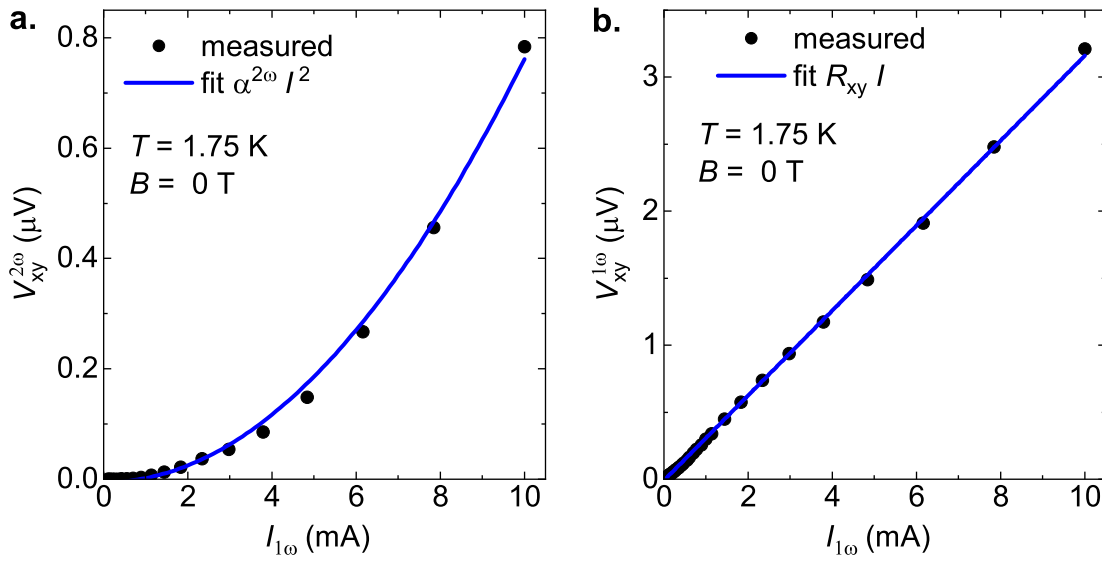 a.
measured
fit α²ω I ²
T = 1.75 K
B = 0 T
0.8
0.6
0.4
0.2
0.0
0 2 4 6 8 10
V²ωxy (μV)
I1ω (mA)
b.
measured
fit Rxy I
T = 1.75 K
B = 0 T
3
2
1
0
0 2 4 6 8 10
V¹ωxy (μV)
I1ω (mA)